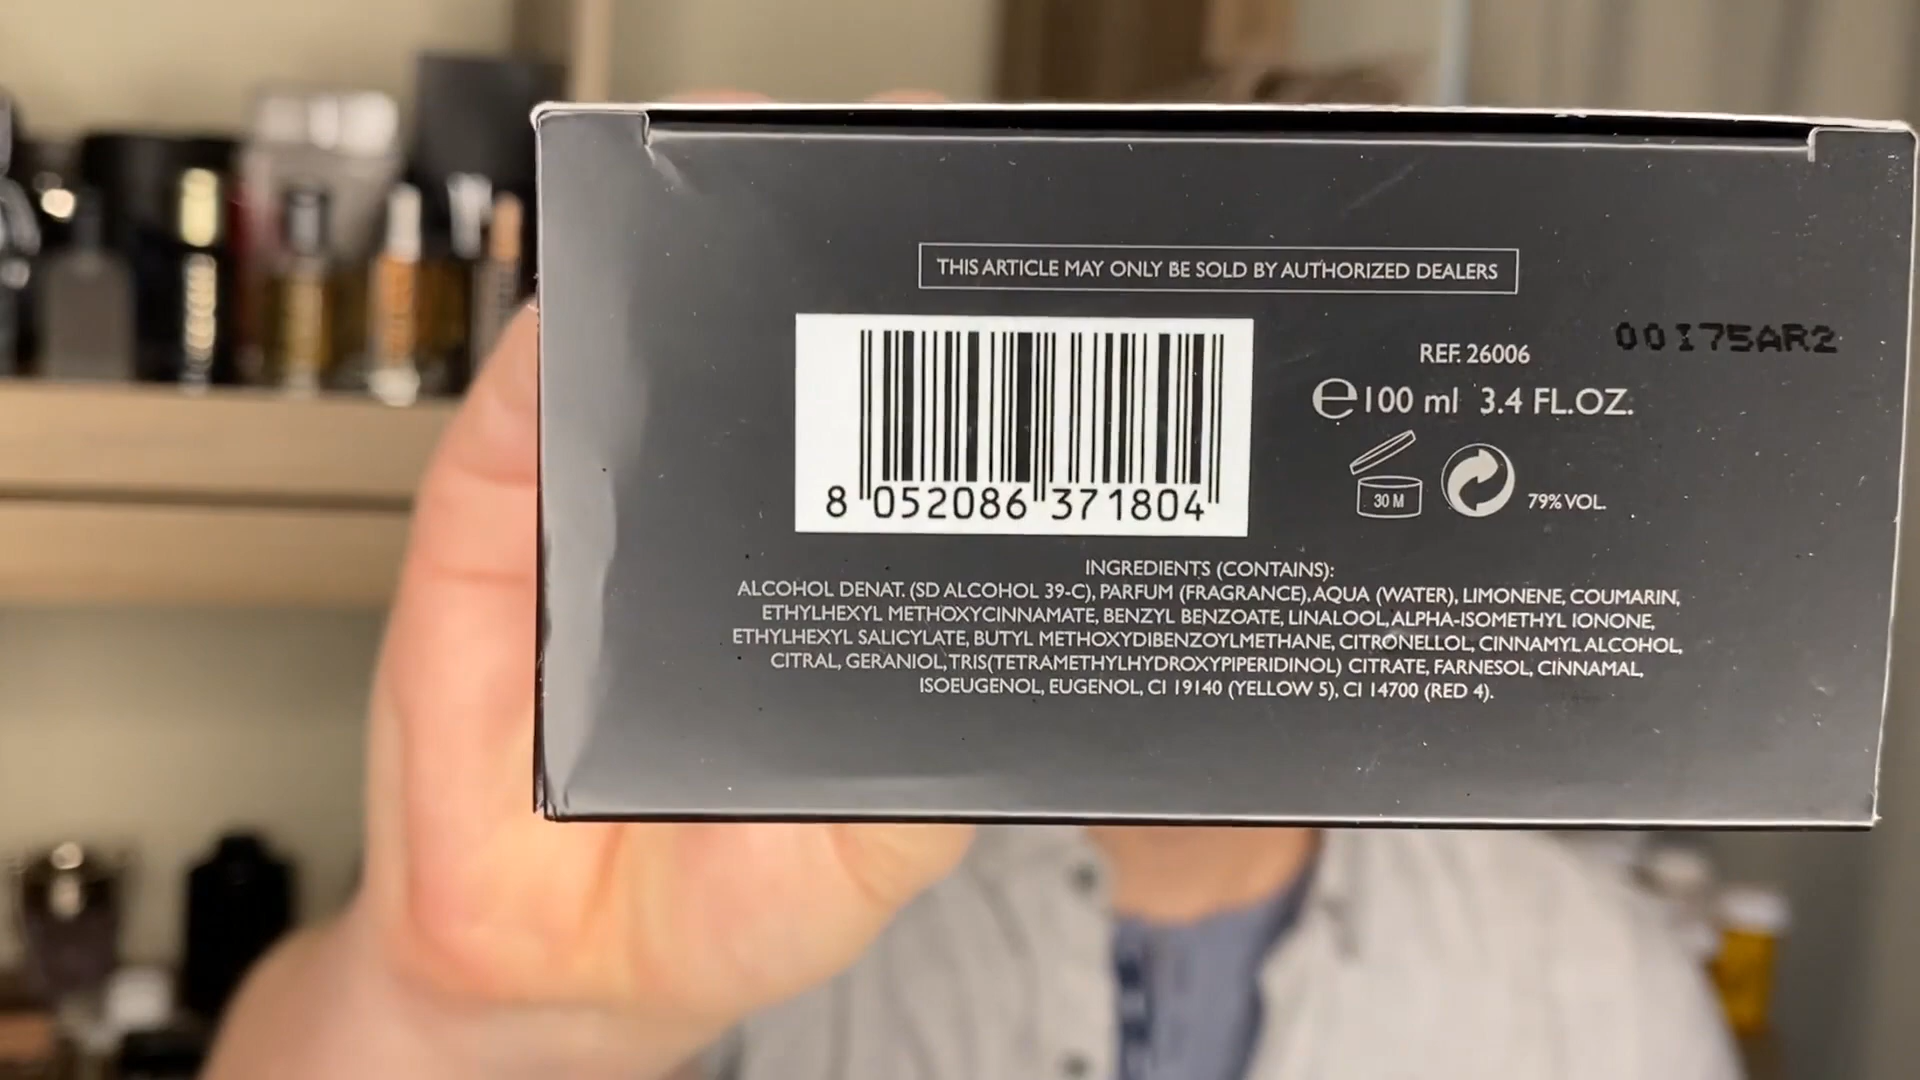 THIS ARTICLE MAY ONLY BE SOLD BY AUTHORIZED DEALERS
REF. 26006
00175AR2
e 100 ml 3.4 FL.OZ.
30 M
79% VOL.
8 052086 371804
INGREDIENTS (CONTAINS):
ALCOHOL DENAT. (SD ALCOHOL 39-C), PARFUM (FRAGRANCE), AQUA (WATER), LIMONENE, COUMARIN,
ETHYLHEXYL METHOXYCINNAMATE, BENZYL BENZOATE, LINALOOL, ALPHA-ISOMETHYL IONONE,
ETHYLHEXYL SALICYLATE, BUTYL METHOXYDIBENZOYLMETHANE, CITRONELLOL, CINNAMYL ALCOHOL,
CITRAL, GERANIOL, TRIS(TETRAMETHYLHYDROXYPIPERIDINOL) CITRATE, FARNESOL, CINNAMAL,
ISOEUGENOL, EUGENOL, CI 19140 (YELLOW 5), CI 14700 (RED 4).